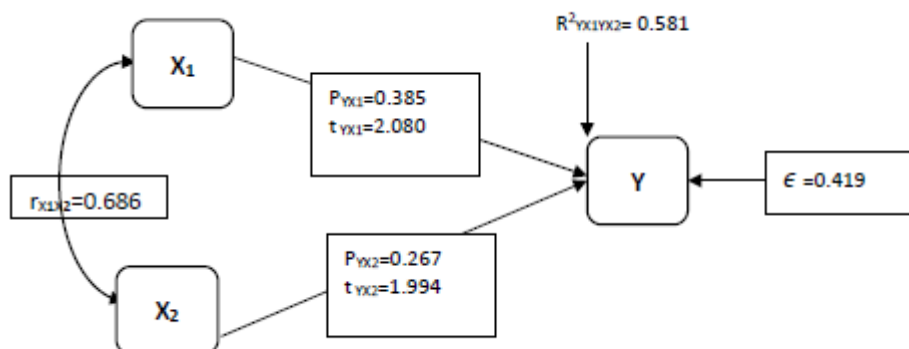 R²YX1YX2= 0.581
X₁
PYX1=0.385
tYX1=2.080
Y
ϵ =0.419
rX1X2=0.686
PYX2=0.267
tYX2=1.994
X₂